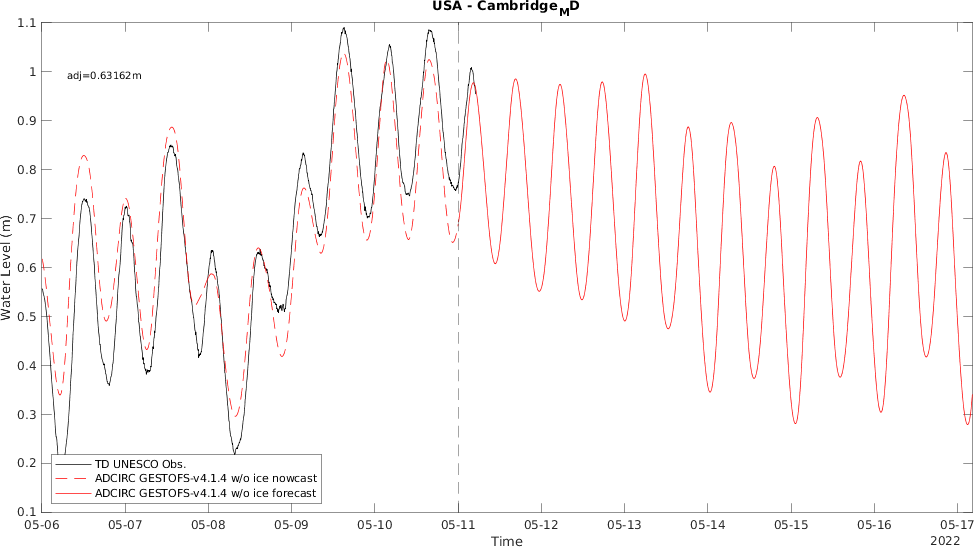 USA - Cambridge_MD
adj=0.63162m
Water Level (m)
1.1
1
0.9
0.8
0.7
0.6
0.5
0.4
0.3
0.2
0.1
TD UNESCO Obs.
ADCIRC GESTOFS-v4.1.4 w/o ice nowcast
ADCIRC GESTOFS-v4.1.4 w/o ice forecast
05-06 05-07 05-08 05-09 05-10 05-11 05-12 05-13 05-14 05-15 05-16 05-17
Time
2022